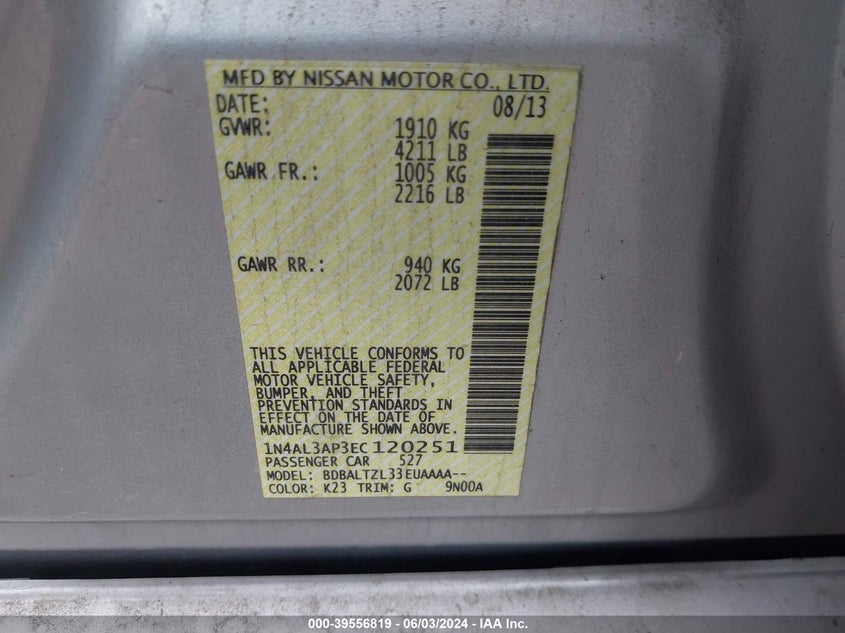 MFD BY NISSAN MOTOR CO., LTD.
DATE: 08/13
GVWR: 1910 KG
4211 LB
GAWR FR.: 1005 KG
2216 LB
GAWR RR.: 940 KG
2072 LB
THIS VEHICLE CONFORMS TO
ALL APPLICABLE FEDERAL
MOTOR VEHICLE SAFETY,
BUMPER, AND THEFT
PREVENTION STANDARDS IN
EFFECT ON THE DATE OF
MANUFACTURE SHOWN ABOVE.
1N4AL3AP3EC120251
PASSENGER CAR 527
MODEL: BDBALTZL33EUAAAA--
COLOR: K23 TRIM: G 9N00A
000-39556819 - 06/03/2024 - IAA Inc.